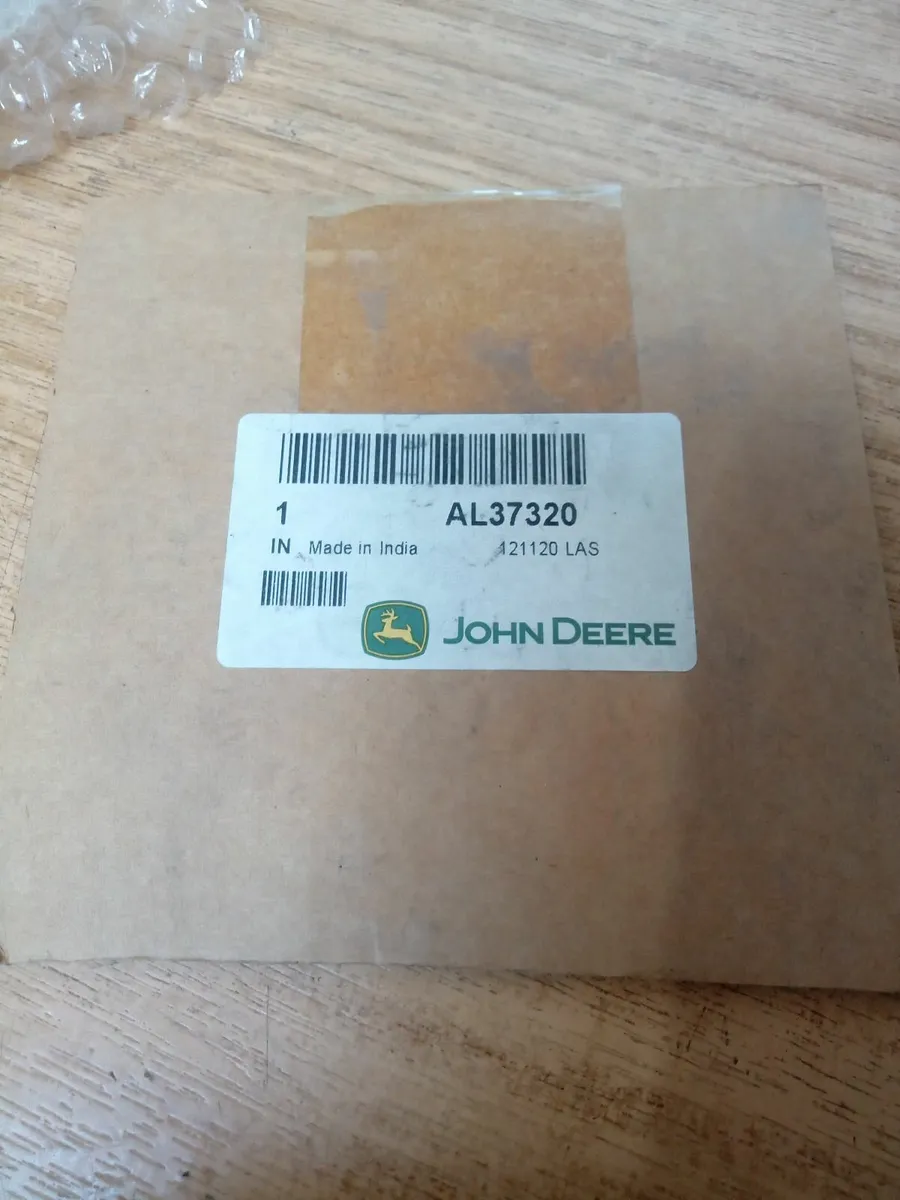 1 AL37320
IN Made in India 121120 LAS
JOHN DEERE